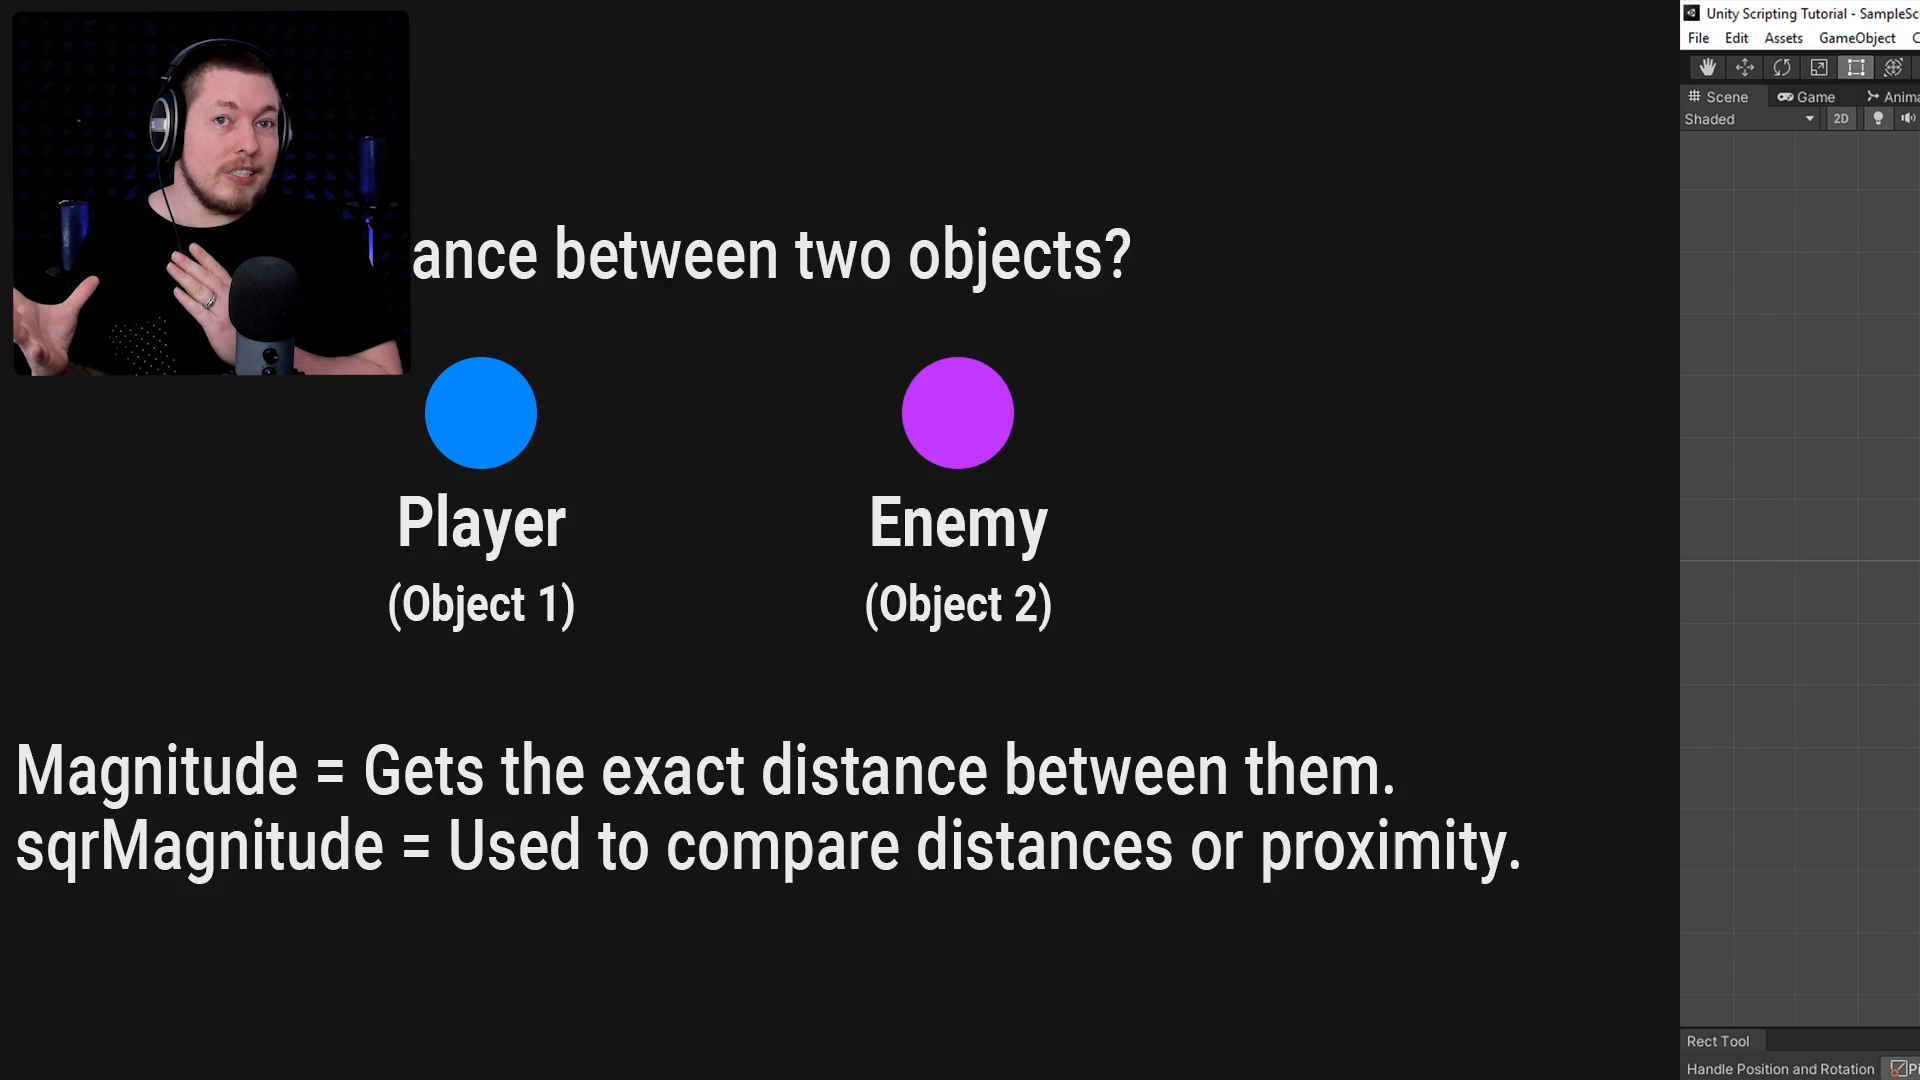 ance between two objects?
Player
(Object 1)
Enemy
(Object 2)
Magnitude = Gets the exact distance between them.
sqrMagnitude = Used to compare distances or proximity.
Unity Scripting Tutorial - SampleSc
File Edit Assets GameObject C
Scene Game Anima
Shaded 2D
Rect Tool
Handle Position and Rotation Pi